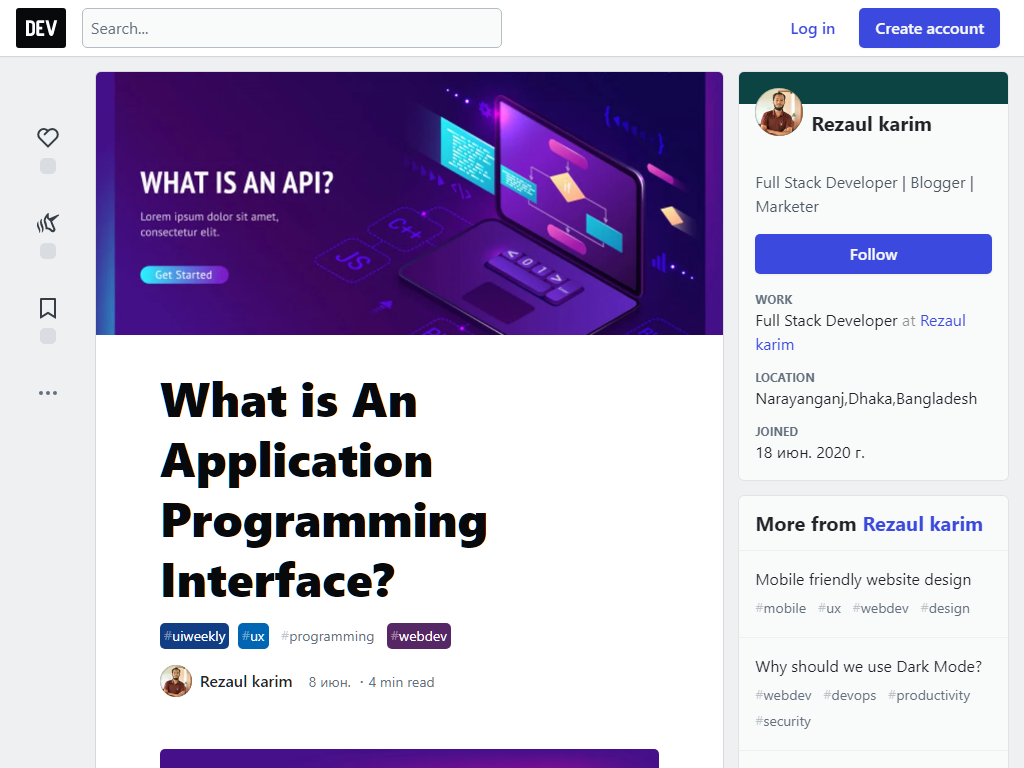 DEV
Search...
Log in
Create account
WHAT IS AN API?
Lorem ipsum dolor sit amet,
consectetur elit.
Get Started
C++
JS
<01>
</>
What is An
Application
Programming
Interface?
#uiweekly #ux #programming #webdev
Rezaul karim 8 июн. · 4 min read
Rezaul karim
Full Stack Developer | Blogger |
Marketer
Follow
WORK
Full Stack Developer at Rezaul
karim
LOCATION
Narayanganj,Dhaka,Bangladesh
JOINED
18 июн. 2020 г.
More from Rezaul karim
Mobile friendly website design
#mobile #ux #webdev #design
Why should we use Dark Mode?
#webdev #devops #productivity
#security